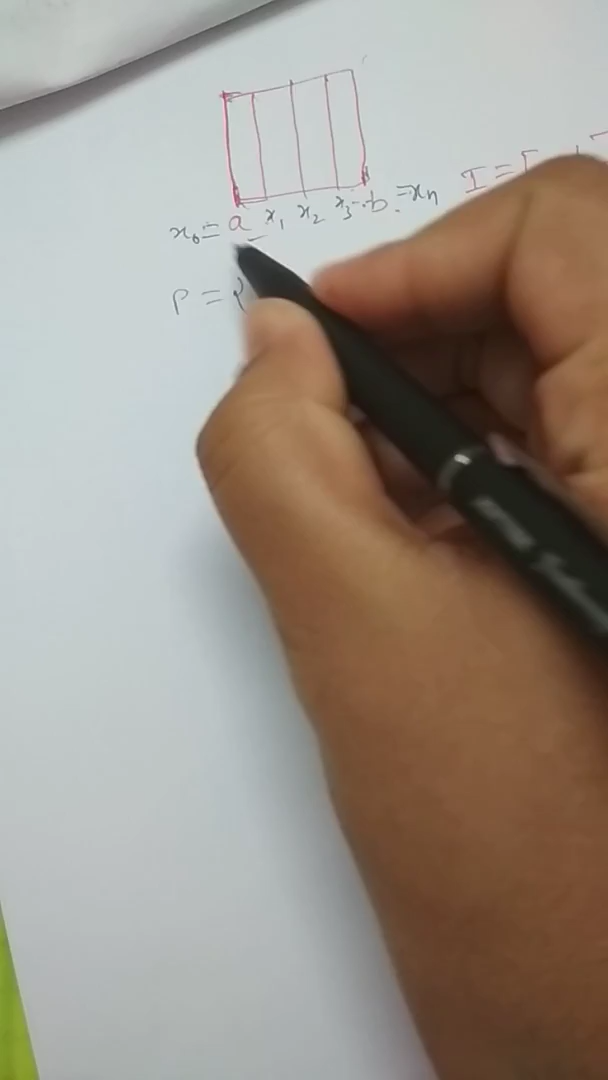 x₀ = a x₁ x₂ x₃ -- b = xₙ
I = [
P = {